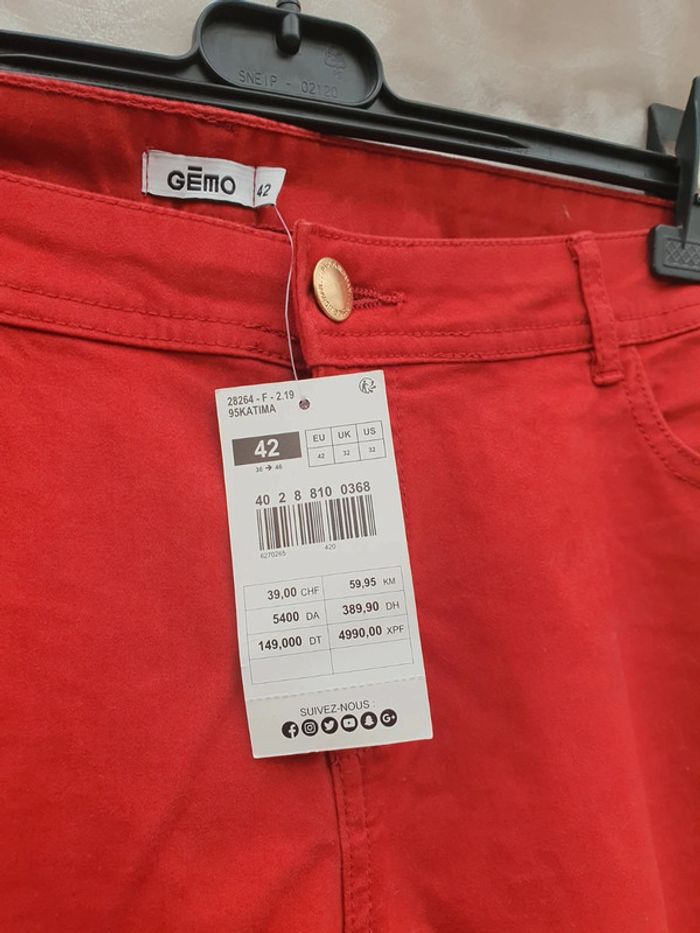 SNEIP - 02120
GĒMO
42
28264 - F - 2.19
95KATIMA
42
36 → 46
EU UK US
42 32 32
40 2 8 810 0368
6270265 420
39,00 CHF 59,95 KM
5400 DA 389,90 DH
149,000 DT 4990,00 XPF
SUIVEZ-NOUS :